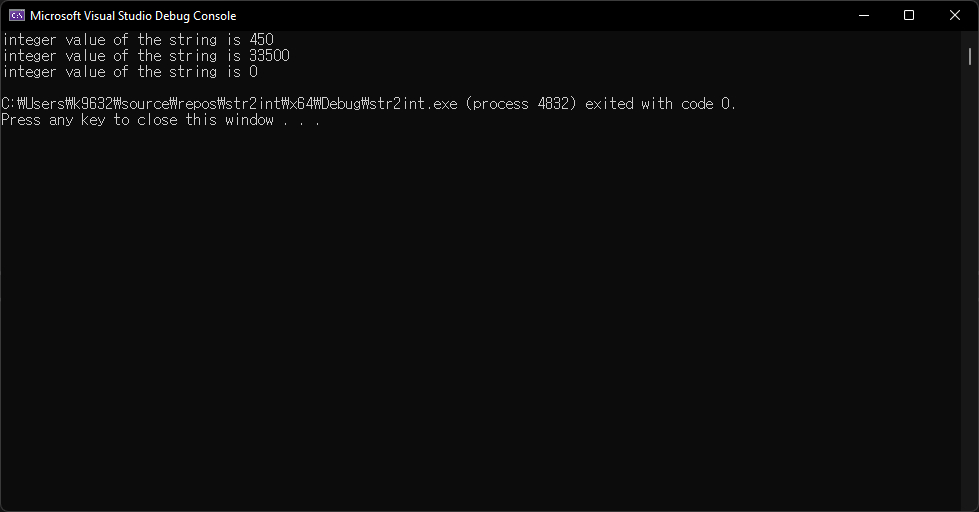 Microsoft Visual Studio Debug Console
integer value of the string is 450
integer value of the string is 33500
integer value of the string is 0
C:₩Users₩k9632₩source₩repos₩str2int₩x64₩Debug₩str2int.exe (process 4832) exited with code 0.
Press any key to close this window . . .